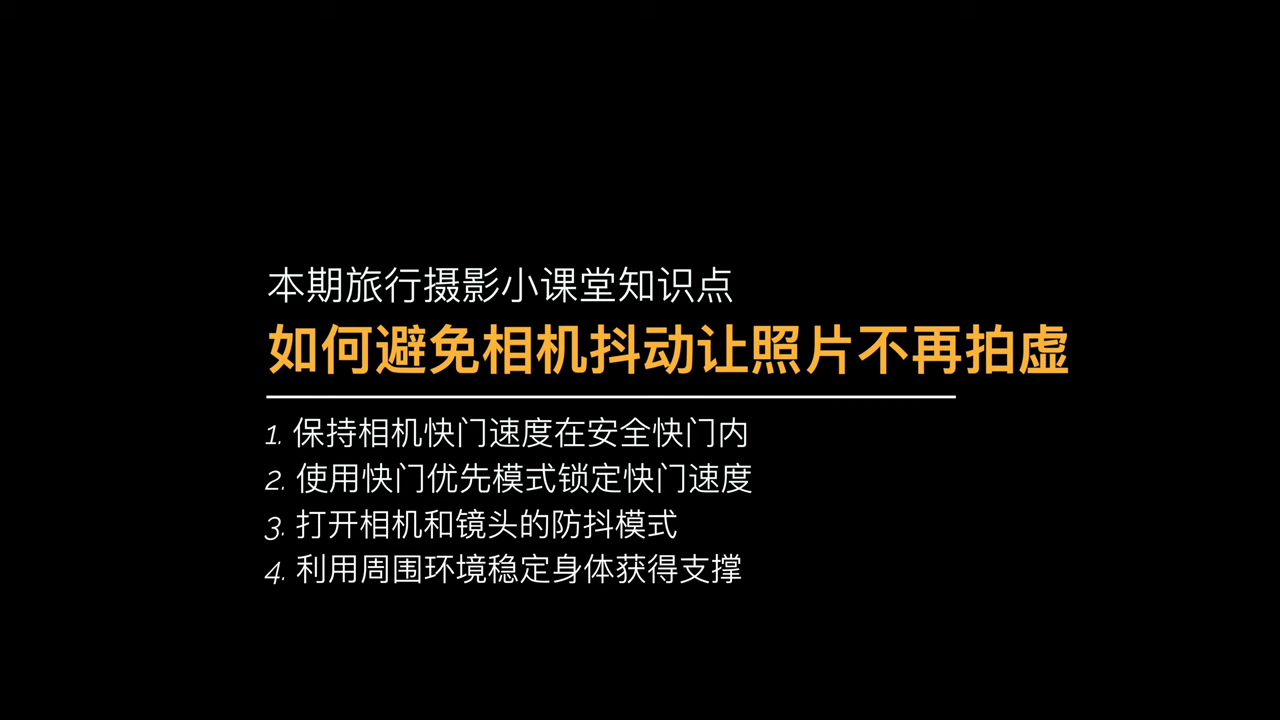 本期旅行摄影小课堂知识点
如何避免相机抖动让照片不再拍虚
1. 保持相机快门速度在安全快门内
2. 使用快门优先模式锁定快门速度
3. 打开相机和镜头的防抖模式
4. 利用周围环境稳定身体获得支撑